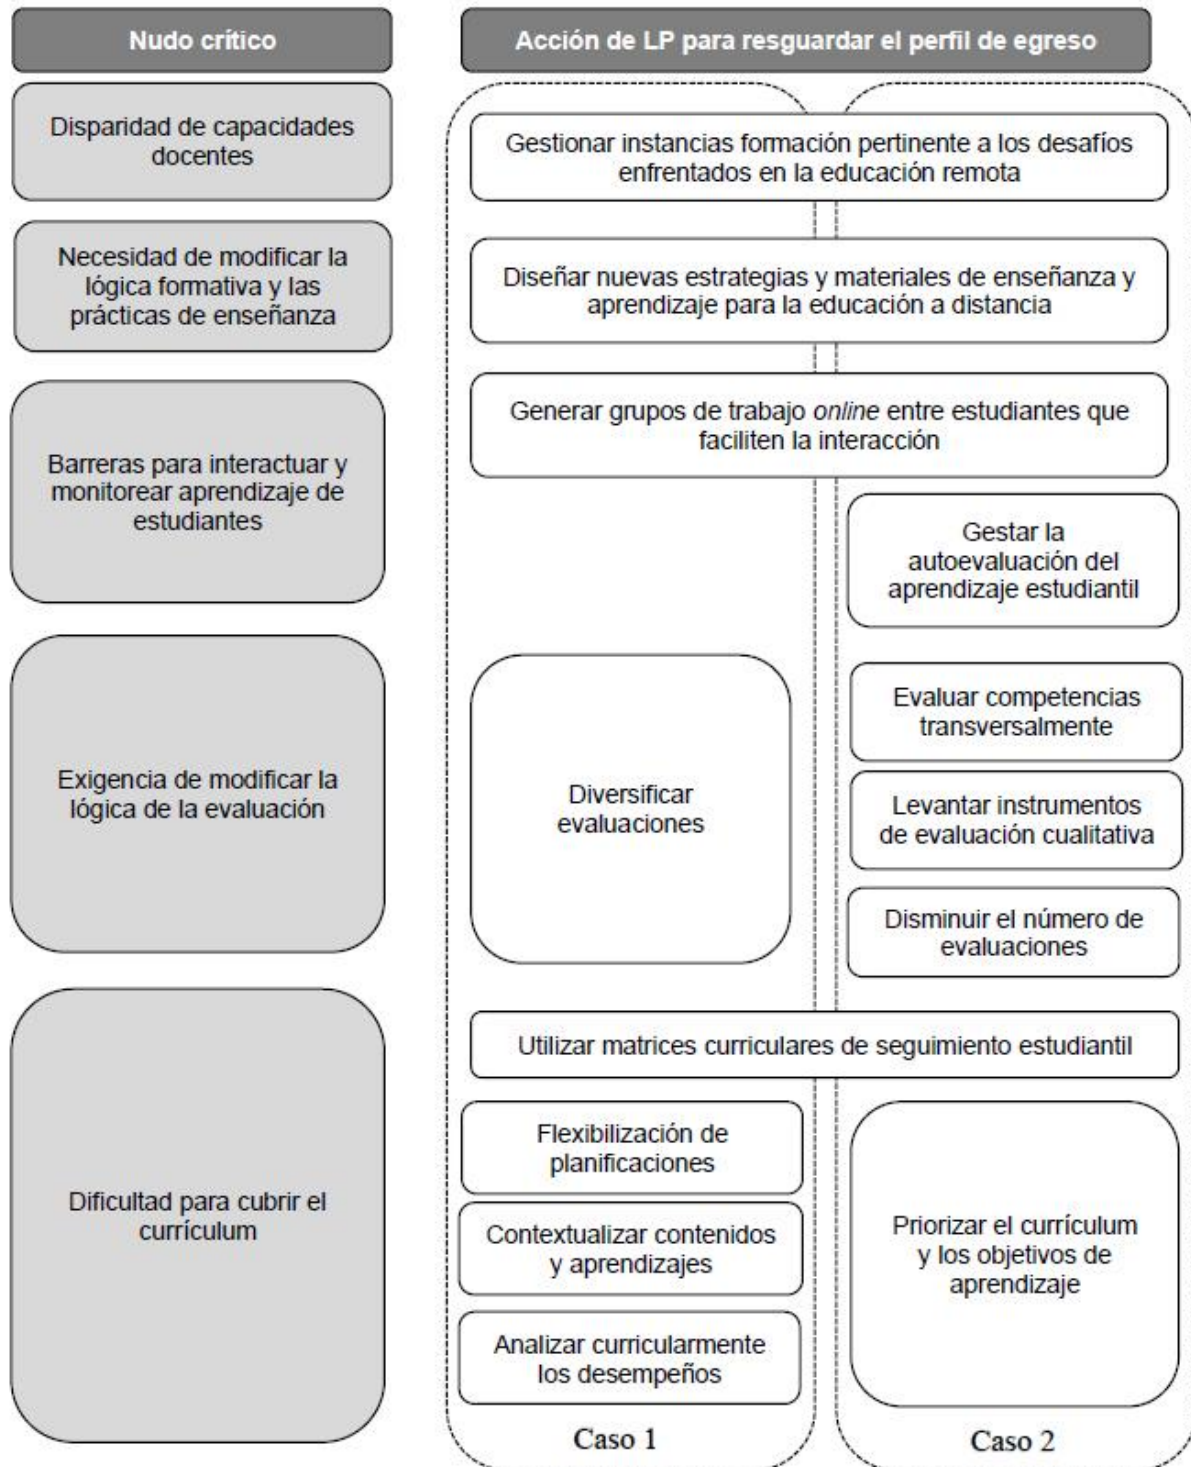 Nudo crítico
Acción de LP para resguardar el perfil de egreso
Disparidad de capacidades
docentes
Gestionar instancias formación pertinente a los desafíos
enfrentados en la educación remota
Necesidad de modificar la
lógica formativa y las
prácticas de enseñanza
Diseñar nuevas estrategias y materiales de enseñanza y
aprendizaje para la educación a distancia
Barreras para interactuar y
monitorear aprendizaje de
estudiantes
Generar grupos de trabajo online entre estudiantes que
faciliten la interacción
Gestar la
autoevaluación del
aprendizaje estudiantil
Exigencia de modificar la
lógica de la evaluación
Diversificar
evaluaciones
Evaluar competencias
transversalmente
Levantar instrumentos
de evaluación cualitativa
Disminuir el número de
evaluaciones
Dificultad para cubrir el
currículum
Utilizar matrices curriculares de seguimiento estudiantil
Flexibilización de
planificaciones
Contextualizar contenidos
y aprendizajes
Analizar curricularmente
los desempeños
Priorizar el currículum
y los objetivos de
aprendizaje
Caso 1
Caso 2